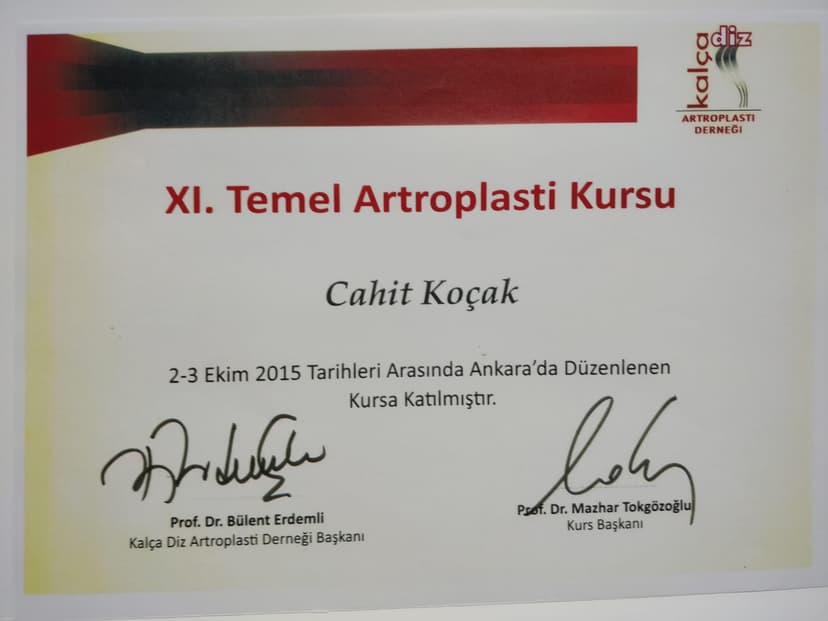 kalça diz
ARTROPLASTİ
DERNEĞİ
XI. Temel Artroplasti Kursu
Cahit Koçak
2-3 Ekim 2015 Tarihleri Arasında Ankara’da Düzenlenen
Kursa Katılmıştır.
Prof. Dr. Bülent Erdemli
Kalça Diz Artroplasti Derneği Başkanı
Prof. Dr. Mazhar Tokgözoğlu
Kurs Başkanı